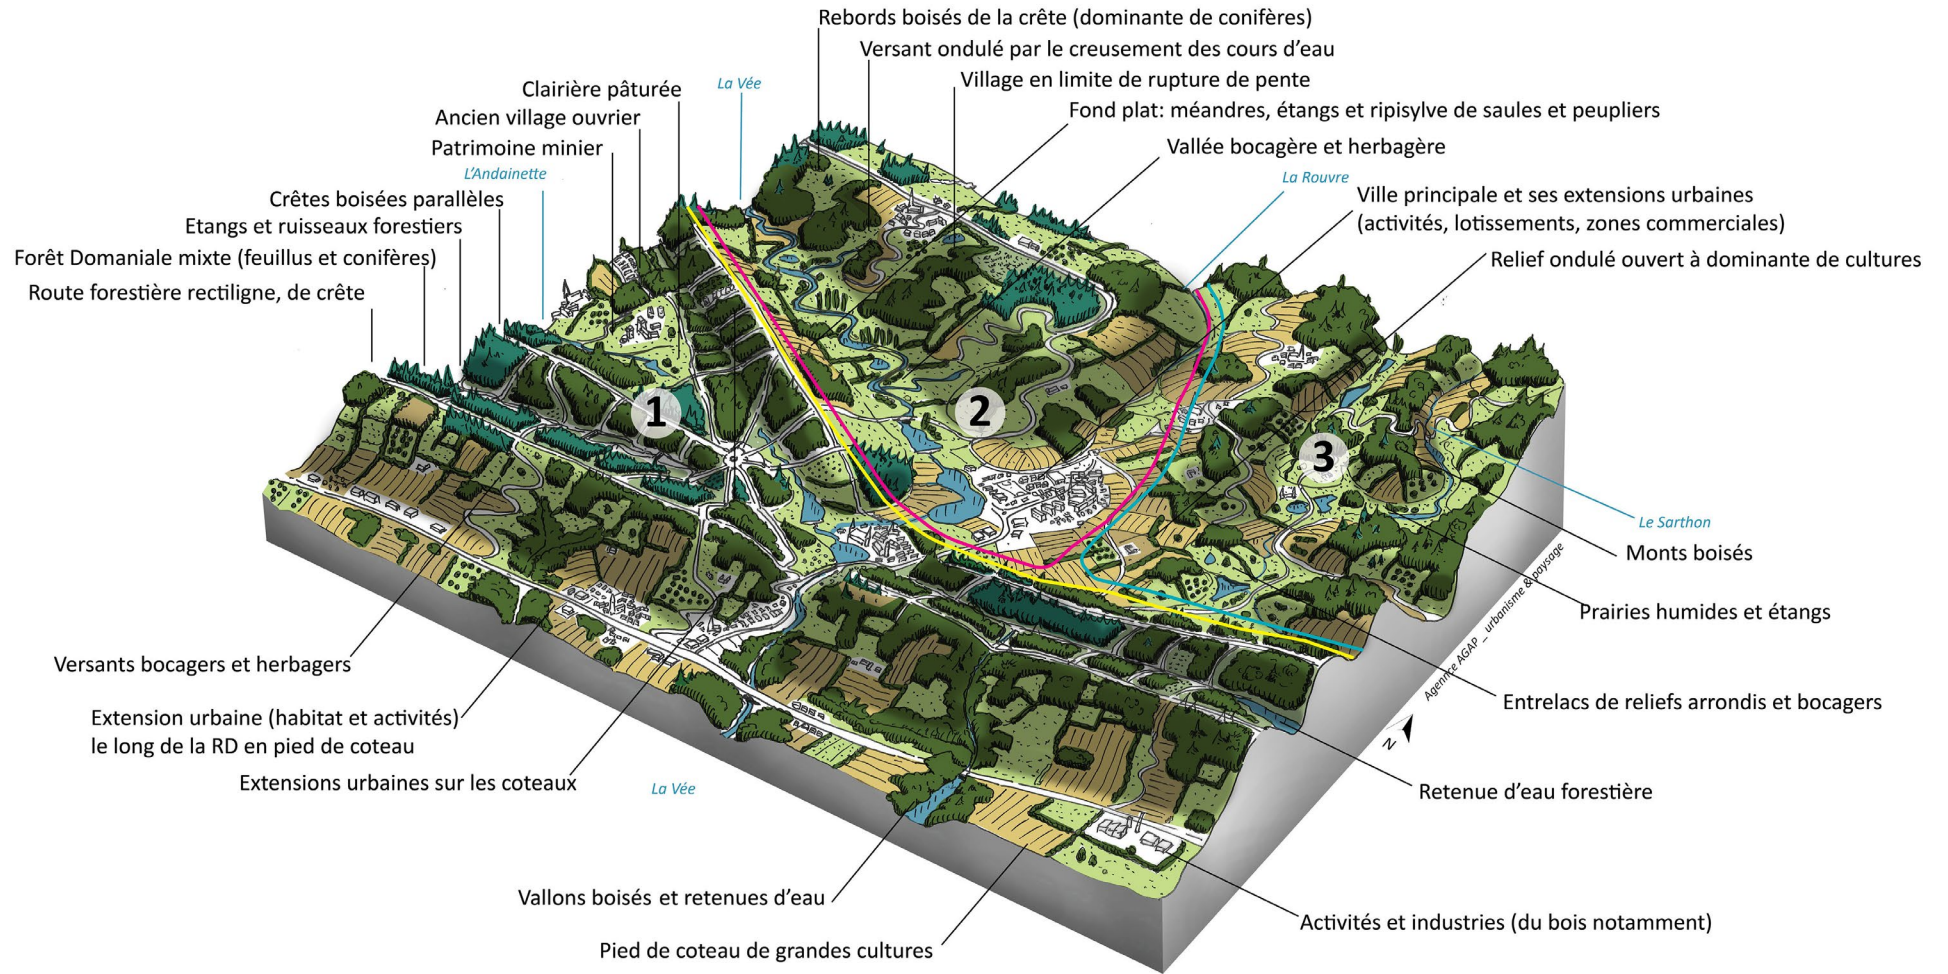 Rebords boisés de la crête (dominante de conifères)
Versant ondulé par le creusement des cours d'eau
Village en limite de rupture de pente
Clairière pâturée
La Vée
Fond plat: méandres, étangs et ripisylve de saules et peupliers
Ancien village ouvrier
Patrimoine minier
Vallée bocagère et herbagère
L'Andainette
La Rouvre
Crêtes boisées parallèles
Ville principale et ses extensions urbaines
(activités, lotissements, zones commerciales)
Etangs et ruisseaux forestiers
Forêt Domaniale mixte (feuillus et conifères)
Relief ondulé ouvert à dominante de cultures
Route forestière rectiligne, de crête
1
2
3
Le Sarthon
Monts boisés
Prairies humides et étangs
Agence AGAP _ urbanisme & paysage
Versants bocagers et herbagers
Entrelacs de reliefs arrondis et bocagers
Extension urbaine (habitat et activités)
le long de la RD en pied de coteau
N
Extensions urbaines sur les coteaux
La Vée
Retenue d'eau forestière
Vallons boisés et retenues d'eau
Activités et industries (du bois notamment)
Pied de coteau de grandes cultures